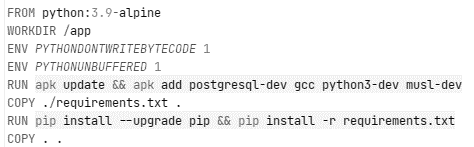 FROM python:3.9-alpine
WORKDIR /app
ENV PYTHONDONTWRITEBYTECODE 1
ENV PYTHONUNBUFFERED 1
RUN apk update && apk add postgresql-dev gcc python3-dev musl-dev
COPY ./requirements.txt .
RUN pip install --upgrade pip && pip install -r requirements.txt
COPY . .